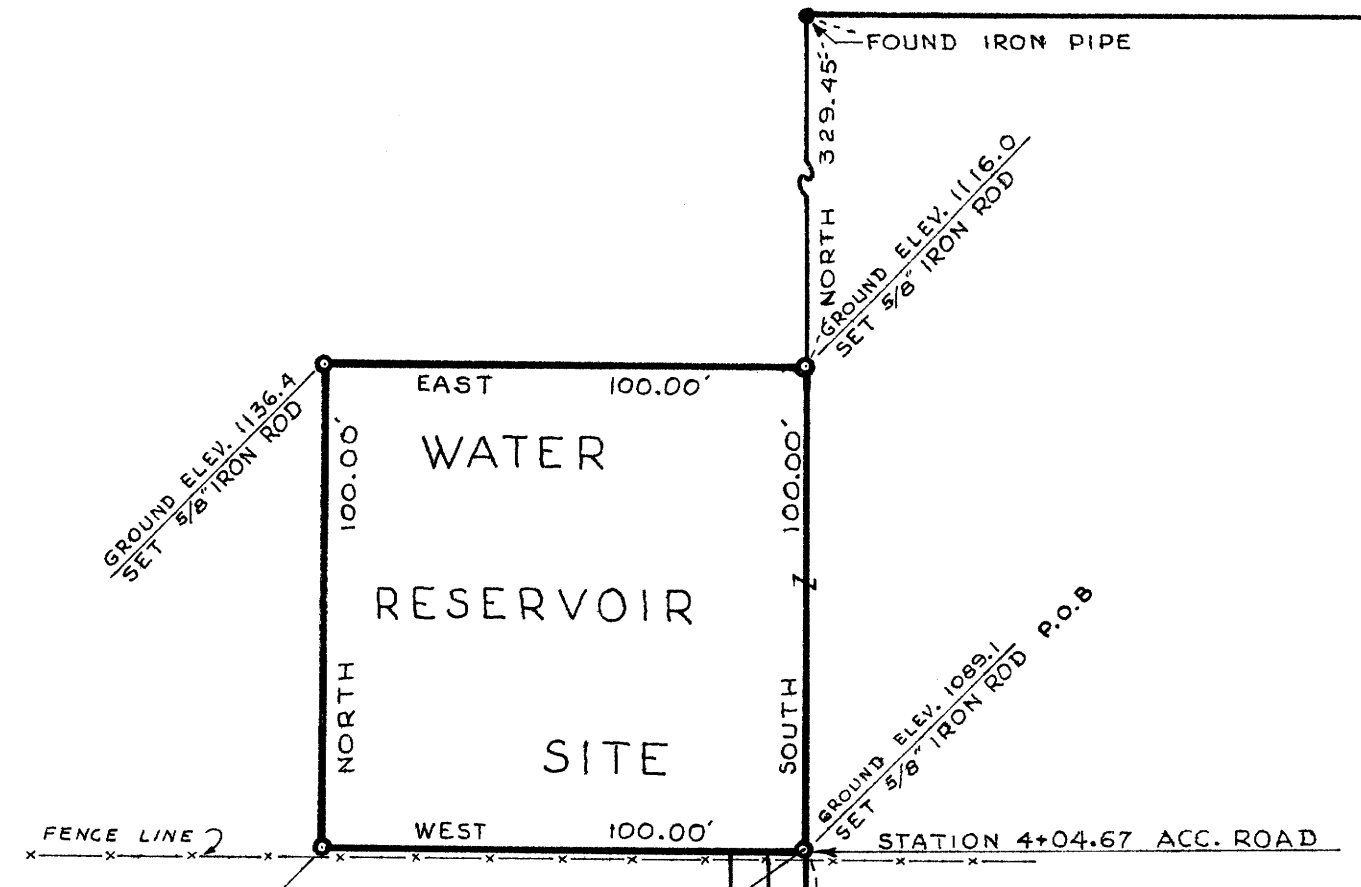 FOUND IRON PIPE
NORTH 329.45'
GROUND ELEV. 1116.0
SET 5/8" IRON ROD
EAST 100.00'
GROUND ELEV. 1136.4
SET 5/8" IRON ROD
NORTH 100.00'
WATER
RESERVOIR
SITE
SOUTH 100.00'
Z
GROUND ELEV. 1089.1
SET 5/8" IRON ROD P.O.B
FENCE LINE
WEST 100.00'
STATION 4+04.67 ACC. ROAD